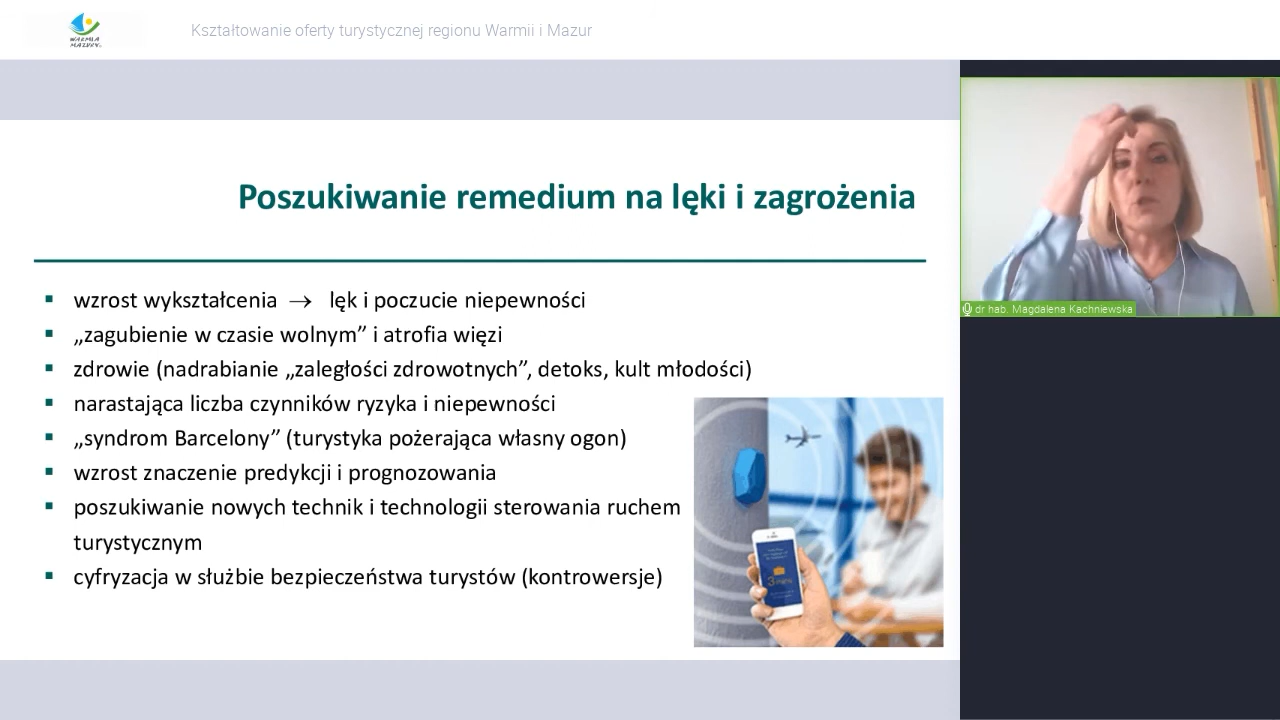 WARMIA
MAZURY
Kształtowanie oferty turystycznej regionu Warmii i Mazur
Poszukiwanie remedium na lęki i zagrożenia
▪ wzrost wykształcenia → lęk i poczucie niepewności
▪ „zagubienie w czasie wolnym” i atrofia więzi
▪ zdrowie (nadrabianie „zaległości zdrowotnych”, detoks, kult młodości)
▪ narastająca liczba czynników ryzyka i niepewności
▪ „syndrom Barcelony” (turystyka pożerająca własny ogon)
▪ wzrost znaczenie predykcji i prognozowania
▪ poszukiwanie nowych technik i technologii sterowania ruchem
turystycznym
▪ cyfryzacja w służbie bezpieczeństwa turystów (kontrowersje)
dr hab. Magdalena Kachniewska